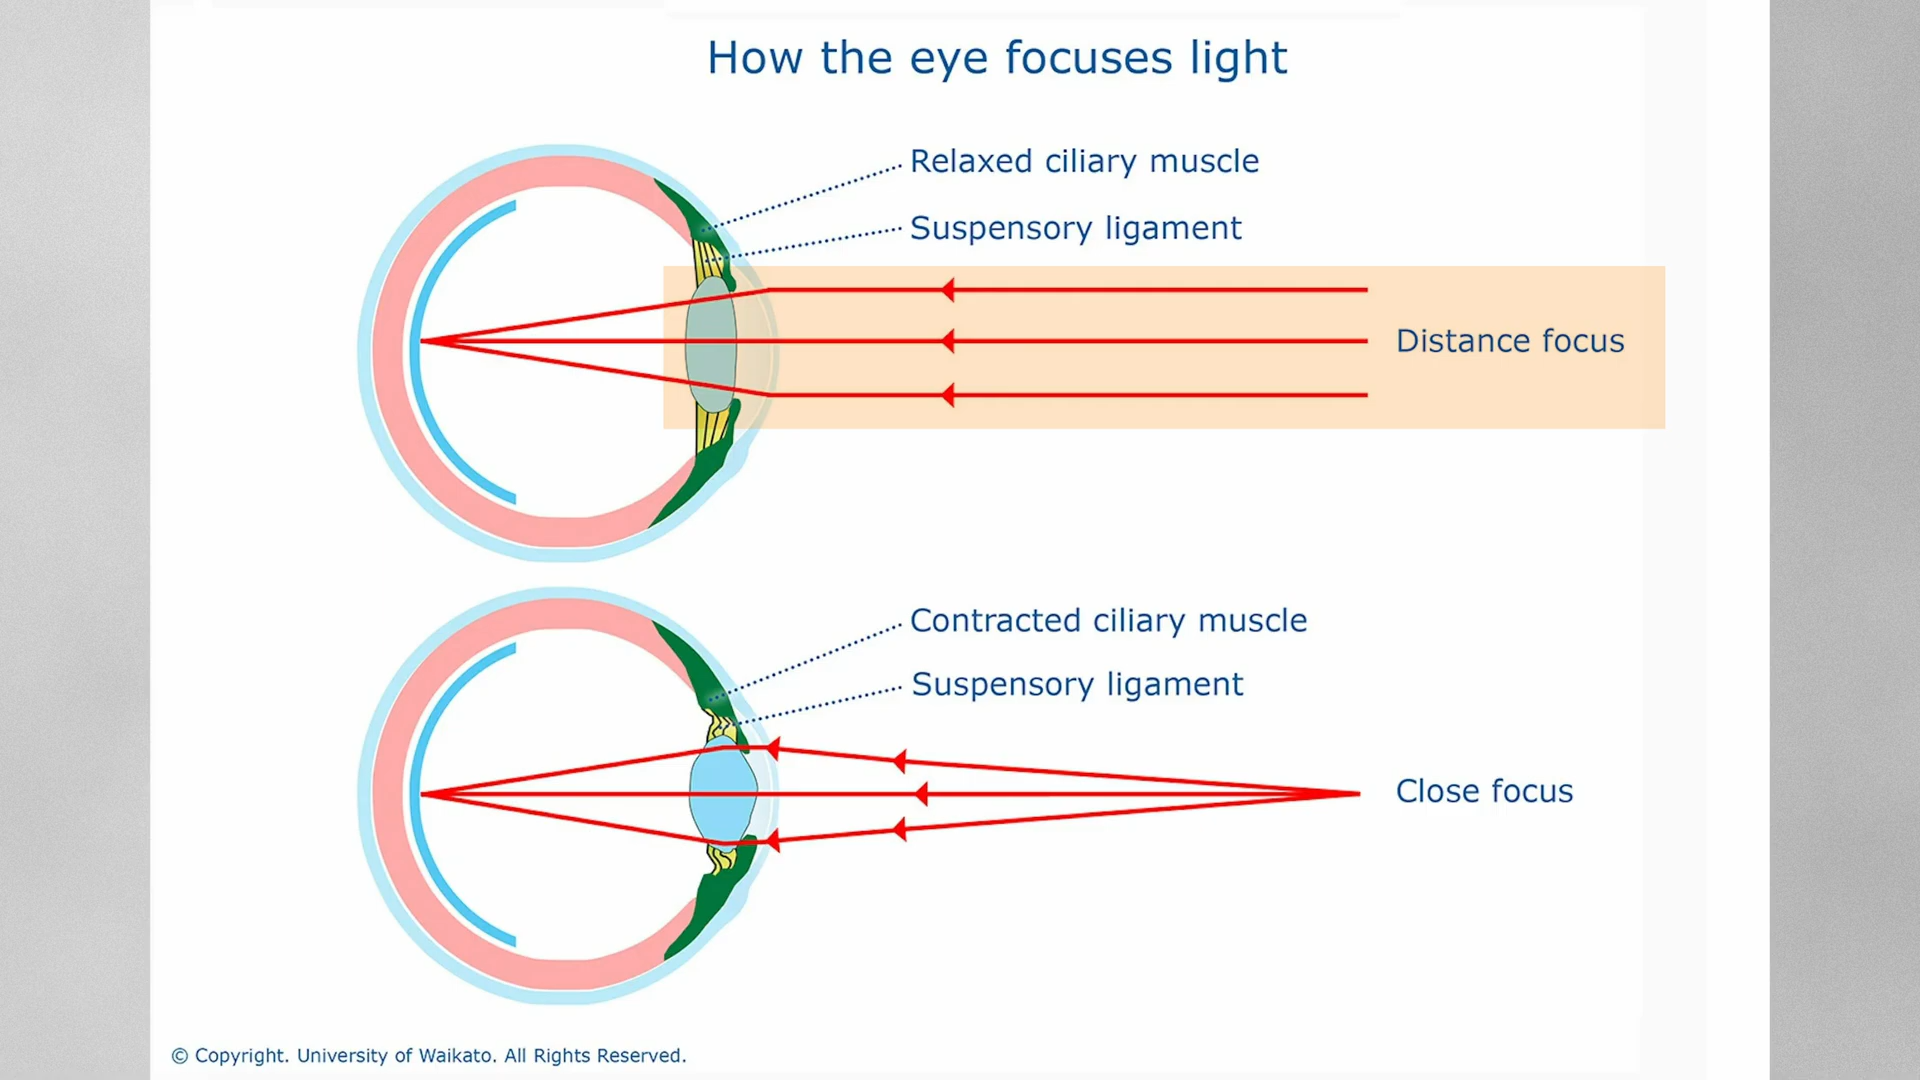 How the eye focuses light
Relaxed ciliary muscle
Suspensory ligament
Distance focus
Contracted ciliary muscle
Suspensory ligament
Close focus
© Copyright. University of Waikato. All Rights Reserved.